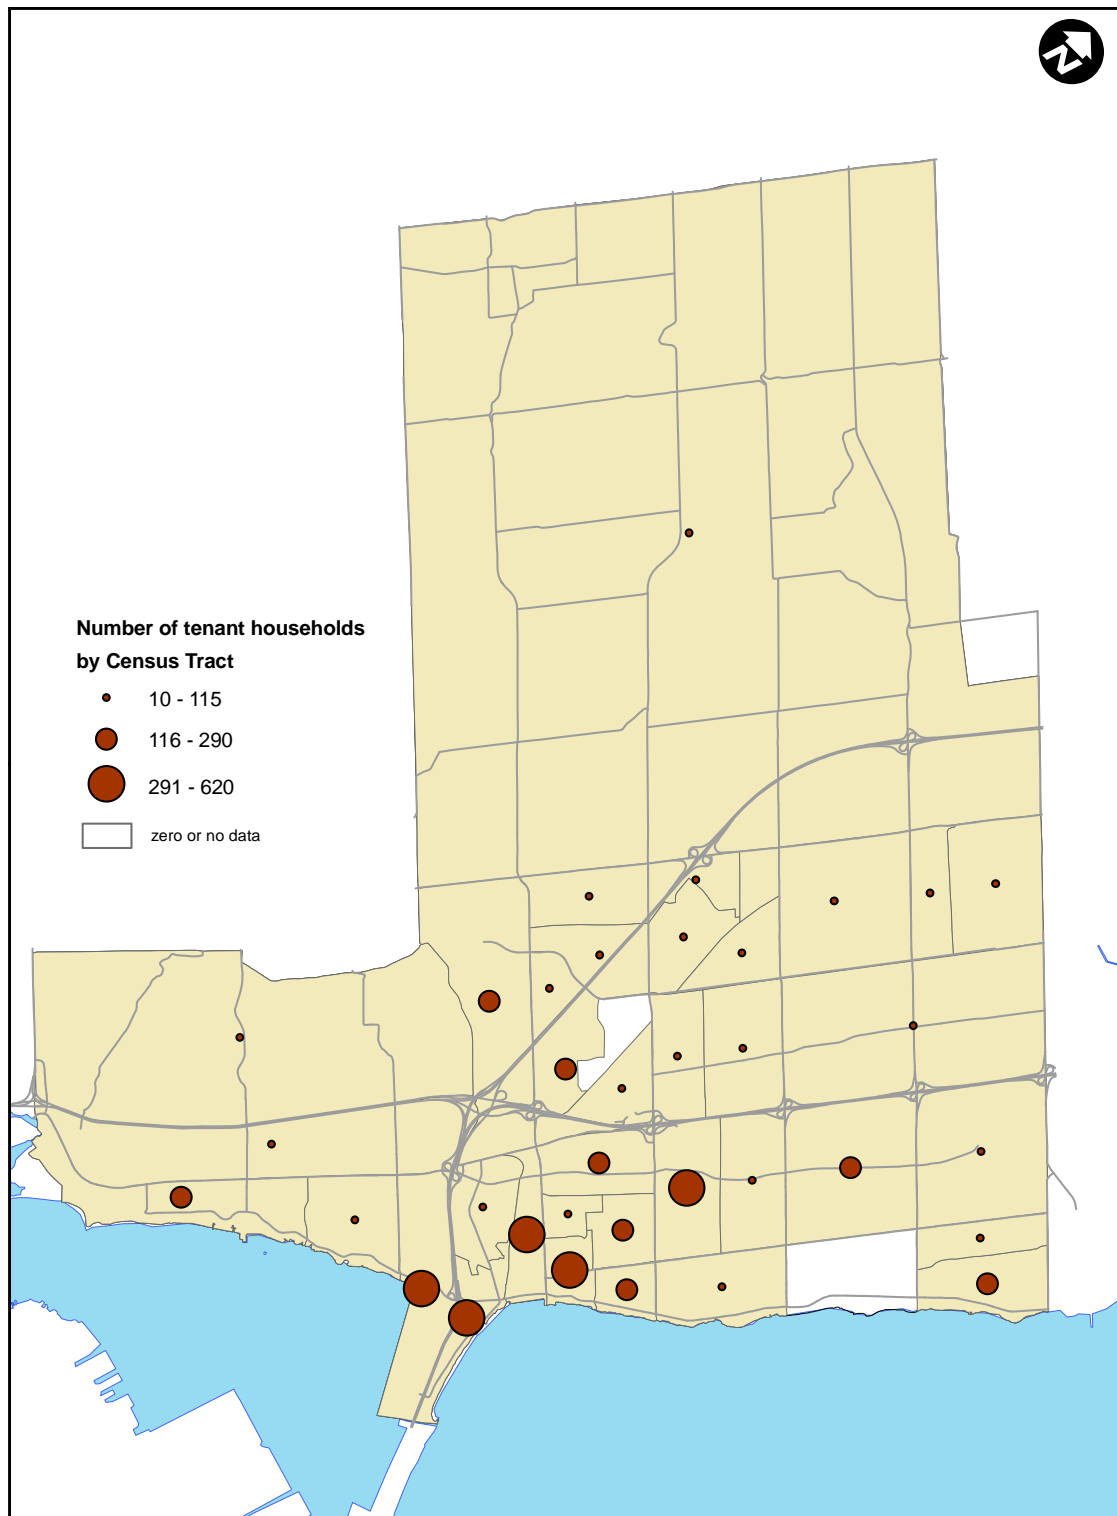 N
Number of tenant households
by Census Tract
10 - 115
116 - 290
291 - 620
zero or no data